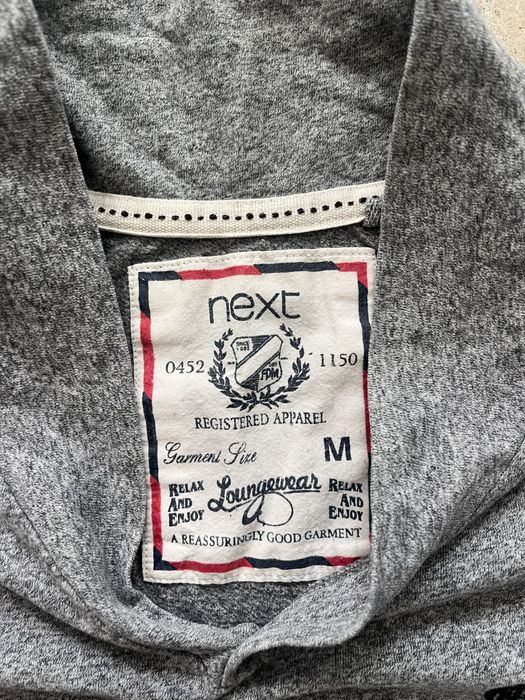 next
0452 1150
REGISTERED APPAREL
Garment Size M
RELAX AND ENJOY
Loungewear
RELAX AND ENJOY
A REASSURINGLY GOOD GARMENT